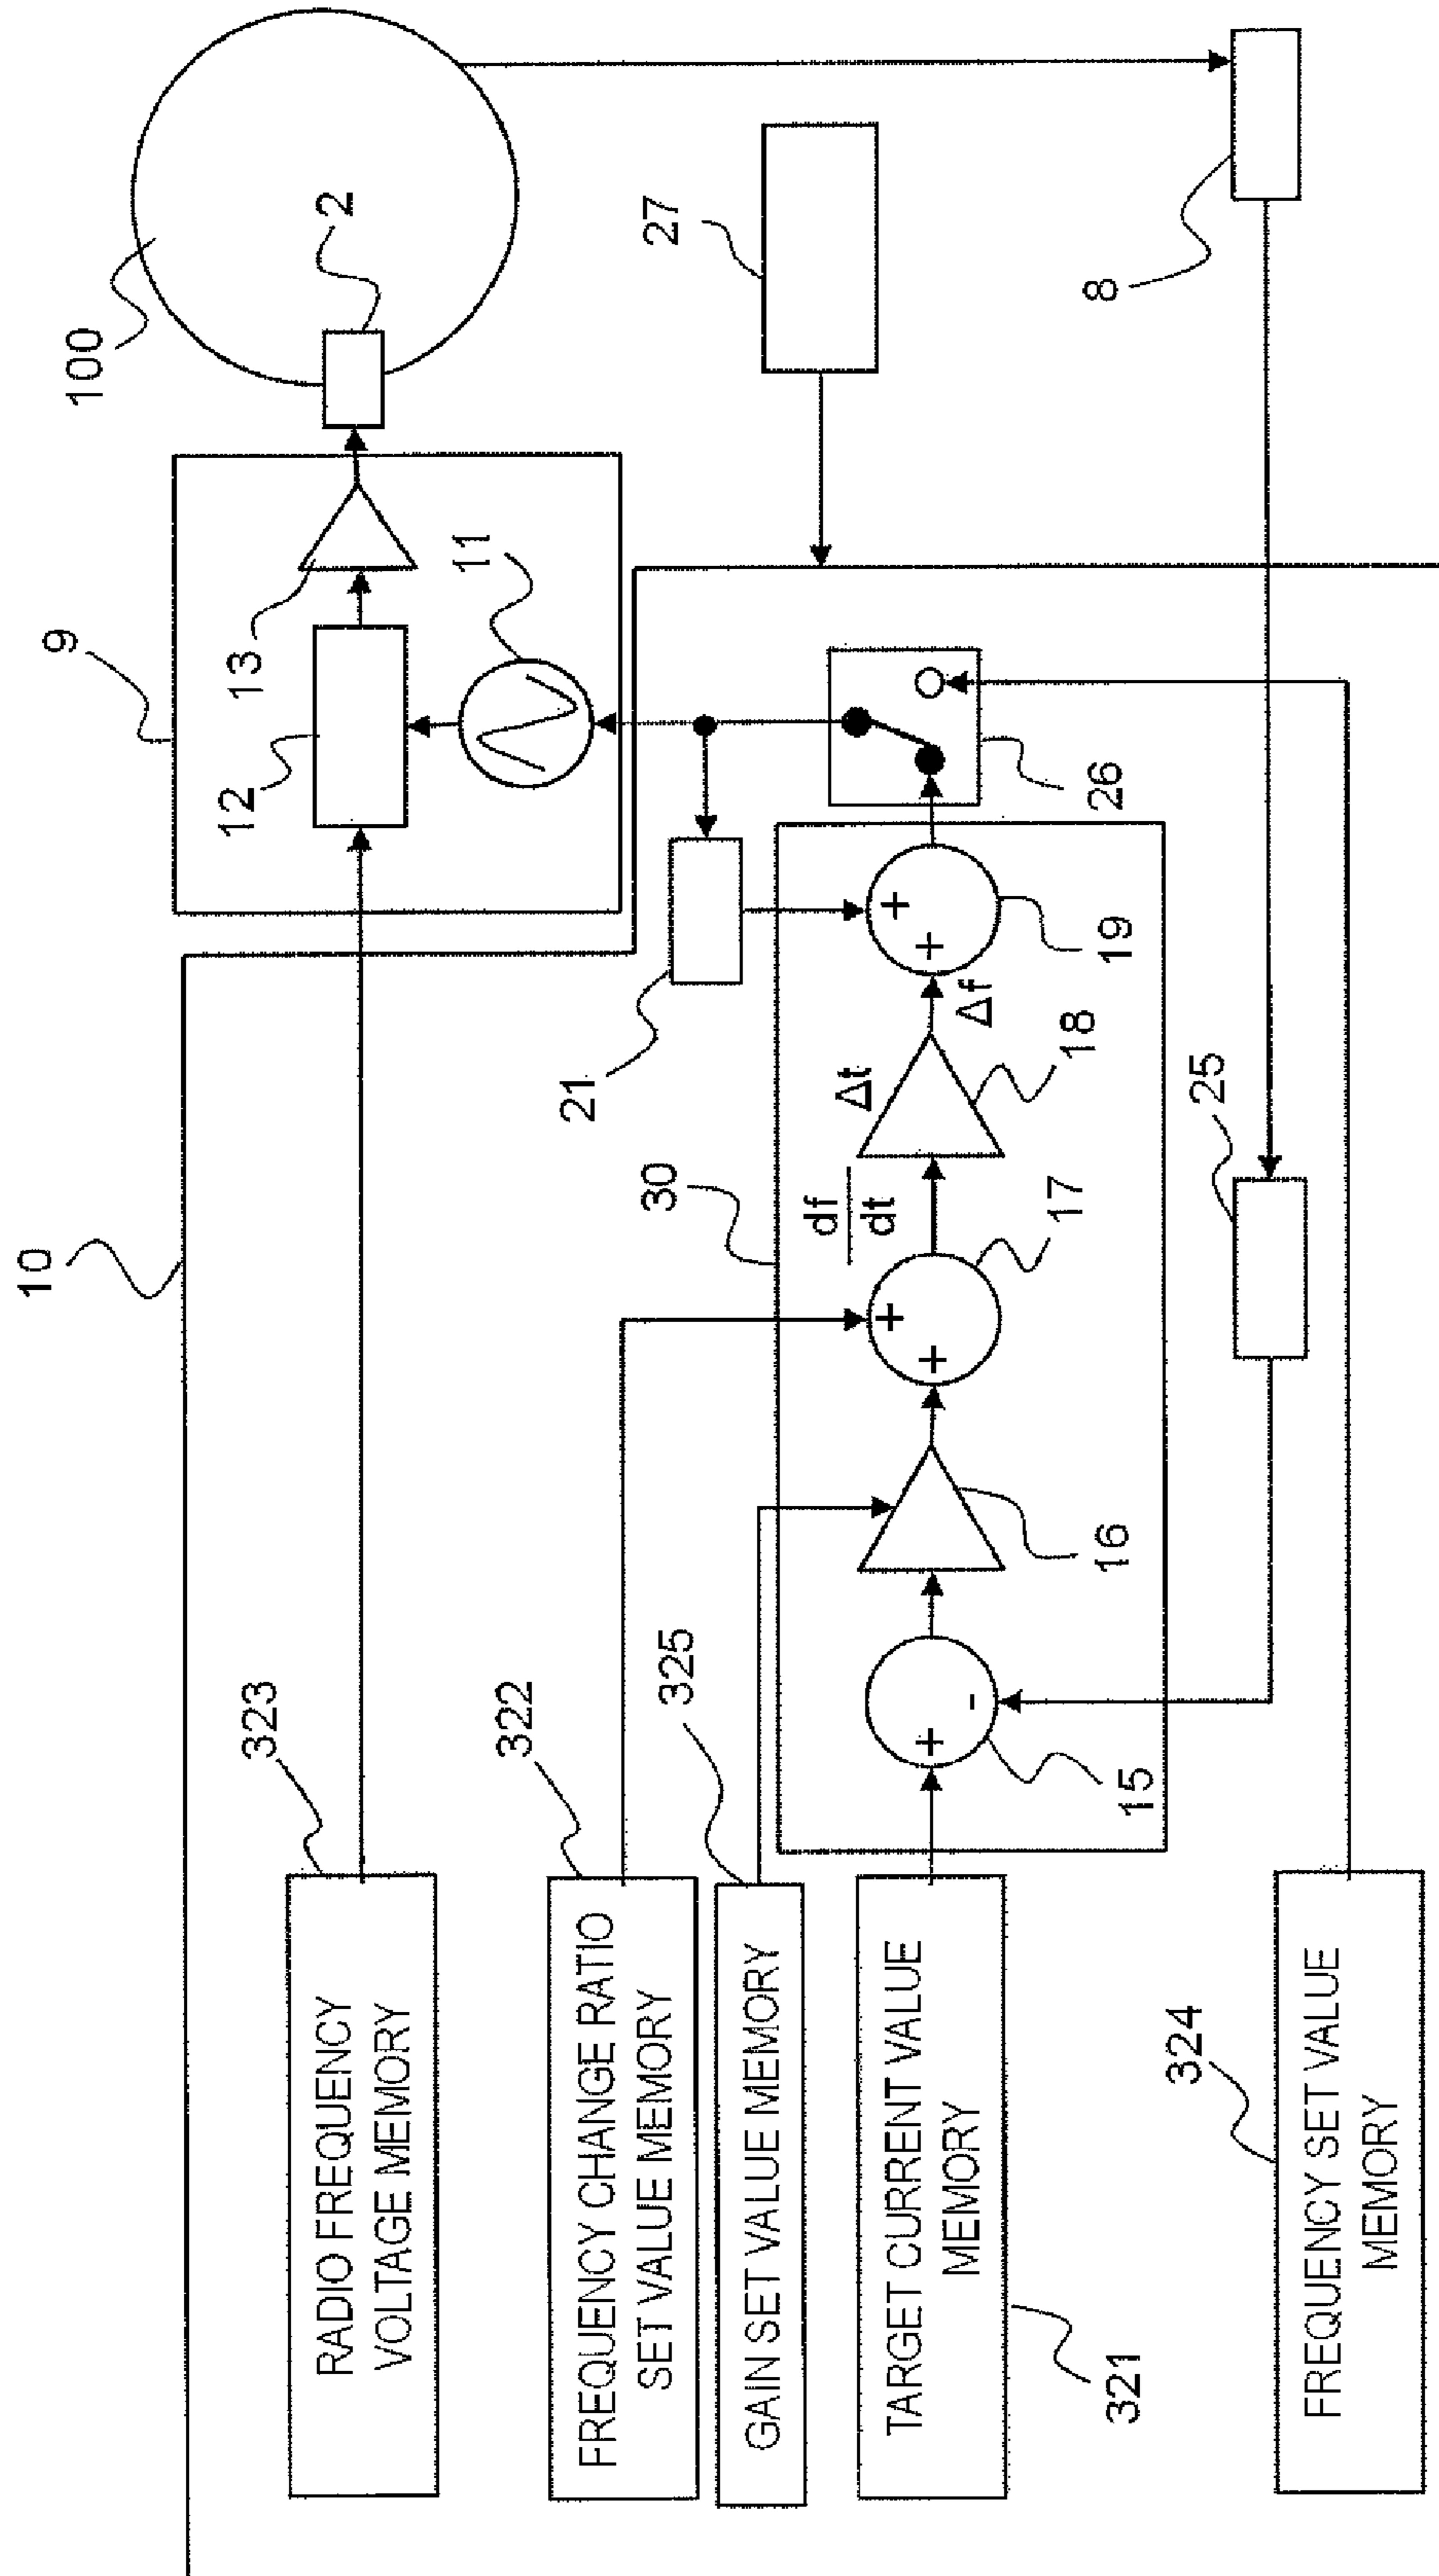 10
9
100
2
13
12
11
27
8
323
RADIO FREQUENCY
VOLTAGE MEMORY
322
FREQUENCY CHANGE RATIO
SET VALUE MEMORY
325
GAIN SET VALUE MEMORY
TARGET CURRENT VALUE
MEMORY
321
324
FREQUENCY SET VALUE
MEMORY
30
21
26
+
-
15
16
+
+
17
df
dt
Δt
18
Δf
+
+
19
25